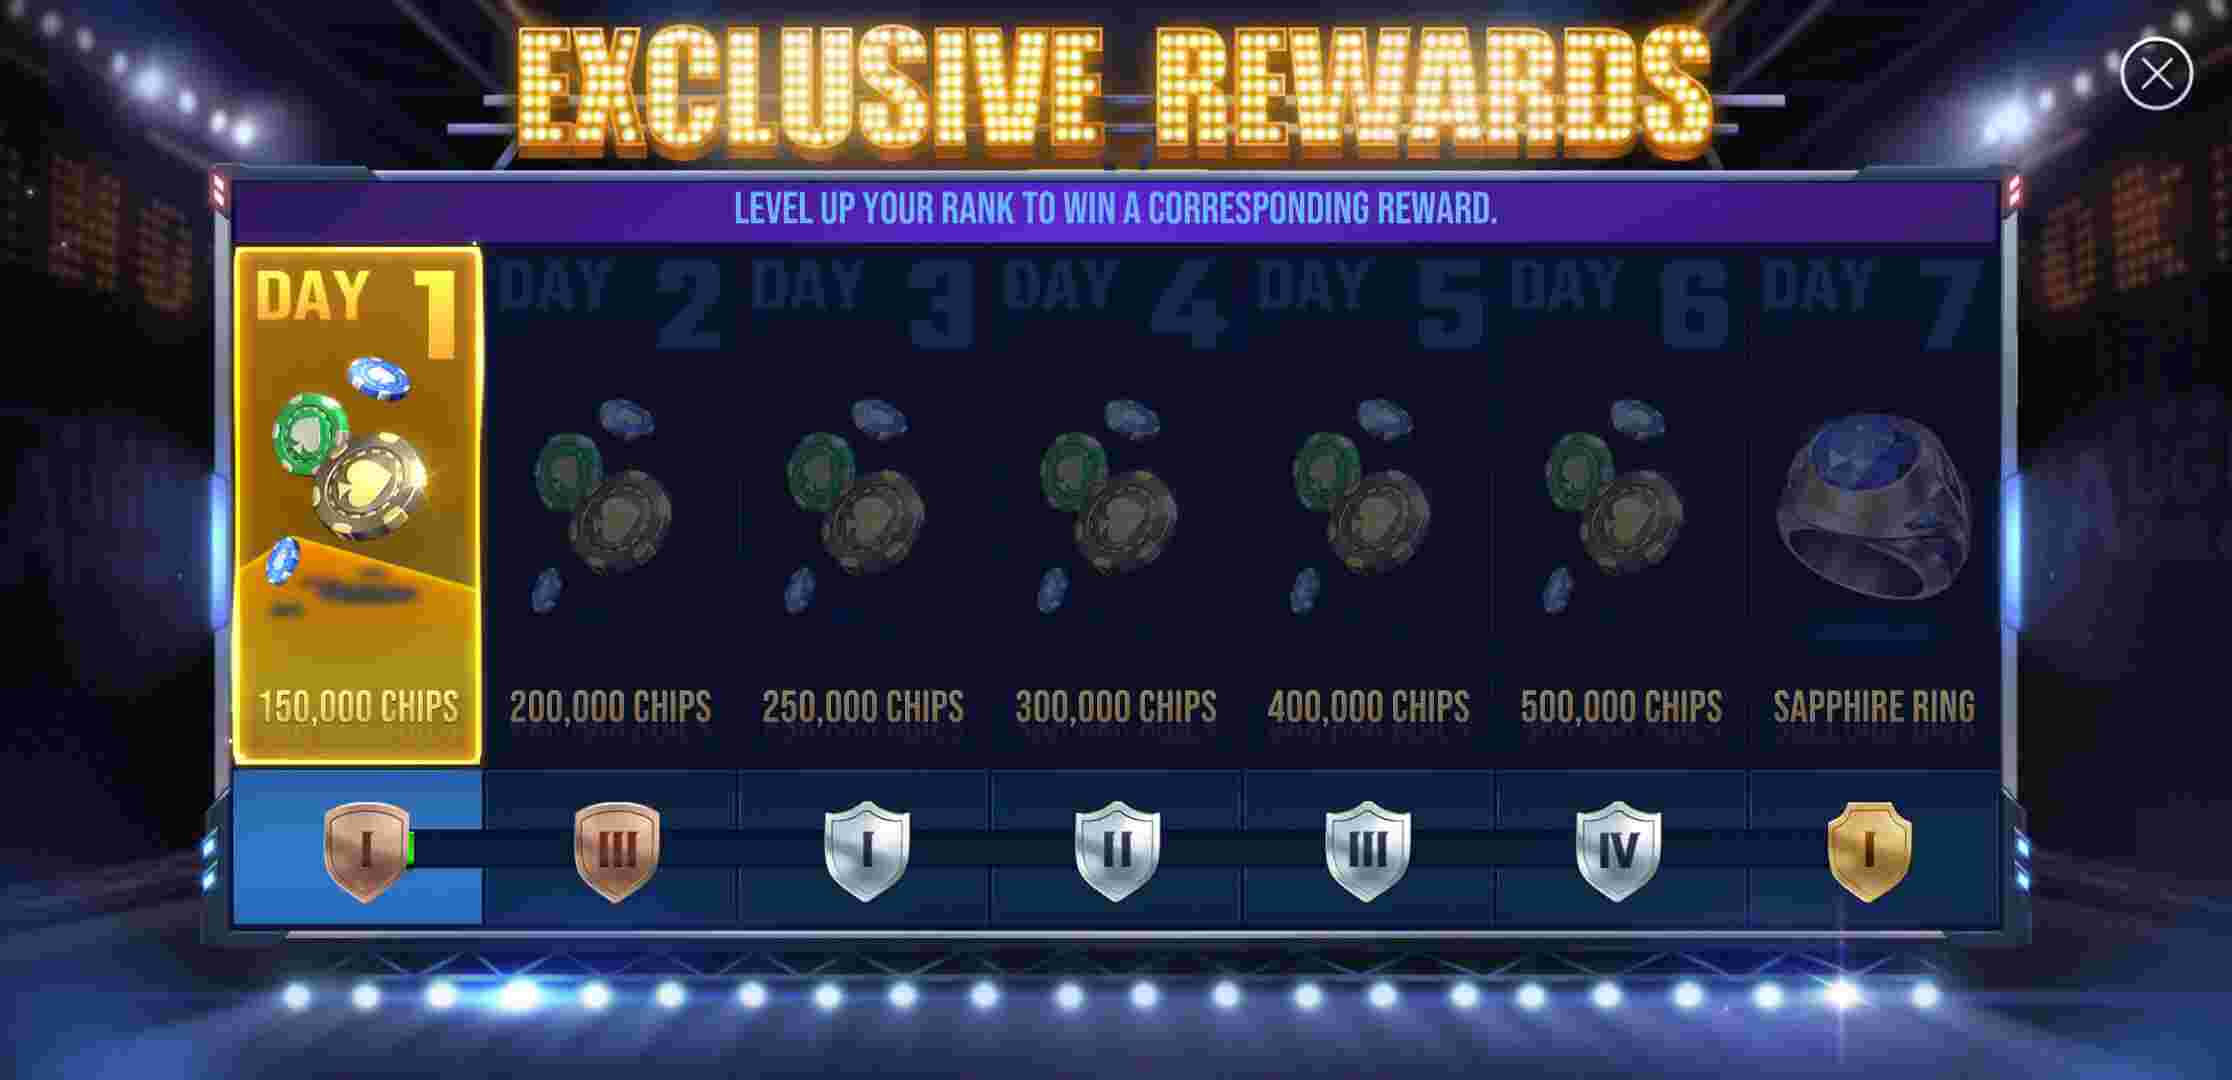 EXCLUSIVE REWARDS
LEVEL UP YOUR RANK TO WIN A CORRESPONDING REWARD.
DAY 1
DAY 2
DAY 3
DAY 4
DAY 5
DAY 6
DAY 7
150,000 CHIPS
200,000 CHIPS
250,000 CHIPS
300,000 CHIPS
400,000 CHIPS
500,000 CHIPS
SAPPHIRE RING
I
III
I
II
III
IV
I